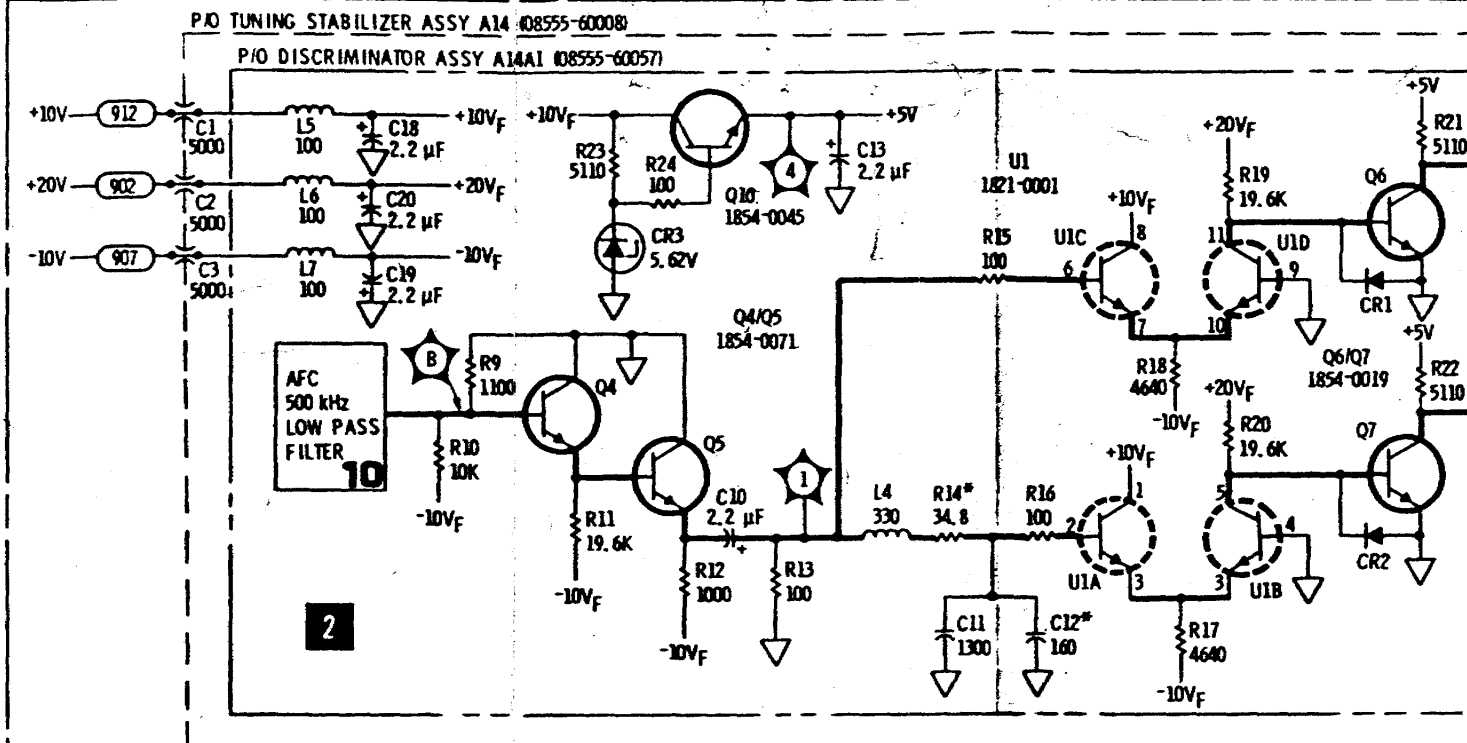 P/O TUNING STABILIZER ASSY A14 (08555-60008)
P/O DISCRIMINATOR ASSY A14A1 (08555-60057)
+10V
912
C1
5000
L5
100
C18
2.2 µF
+10VF
+20V
902
C2
5000
L6
100
C20
2.2 µF
+20VF
-10V
907
C3
5000
L7
100
C19
2.2 µF
-10VF
+10VF
R23
5110
R24
100
Q10
1854-0045
CR3
5.62V
4
C13
2.2 µF
+5V
U1
1821-0001
+10VF
8
U1C
6
7
R15
100
+20VF
R19
19.6K
11
U1D
9
10
R18
4640
-10VF
+5V
R21
5110
Q6
CR1
Q6/Q7
1854-0019
Q4/Q5
1854-0071
AFC
500 kHz
LOW PASS
FILTER
10
B
R9
1100
R10
10K
-10VF
Q4
R11
19.6K
-10VF
Q5
C10
2.2 µF
R12
1000
-10VF
R13
100
1
L4
330
R14*
34.8
R16
100
C11
1300
C12*
160
+10VF
1
2
U1A
3
+20VF
R20
19.6K
5
4
3
U1B
R17
4640
-10VF
+5V
R22
5110
Q7
CR2
2